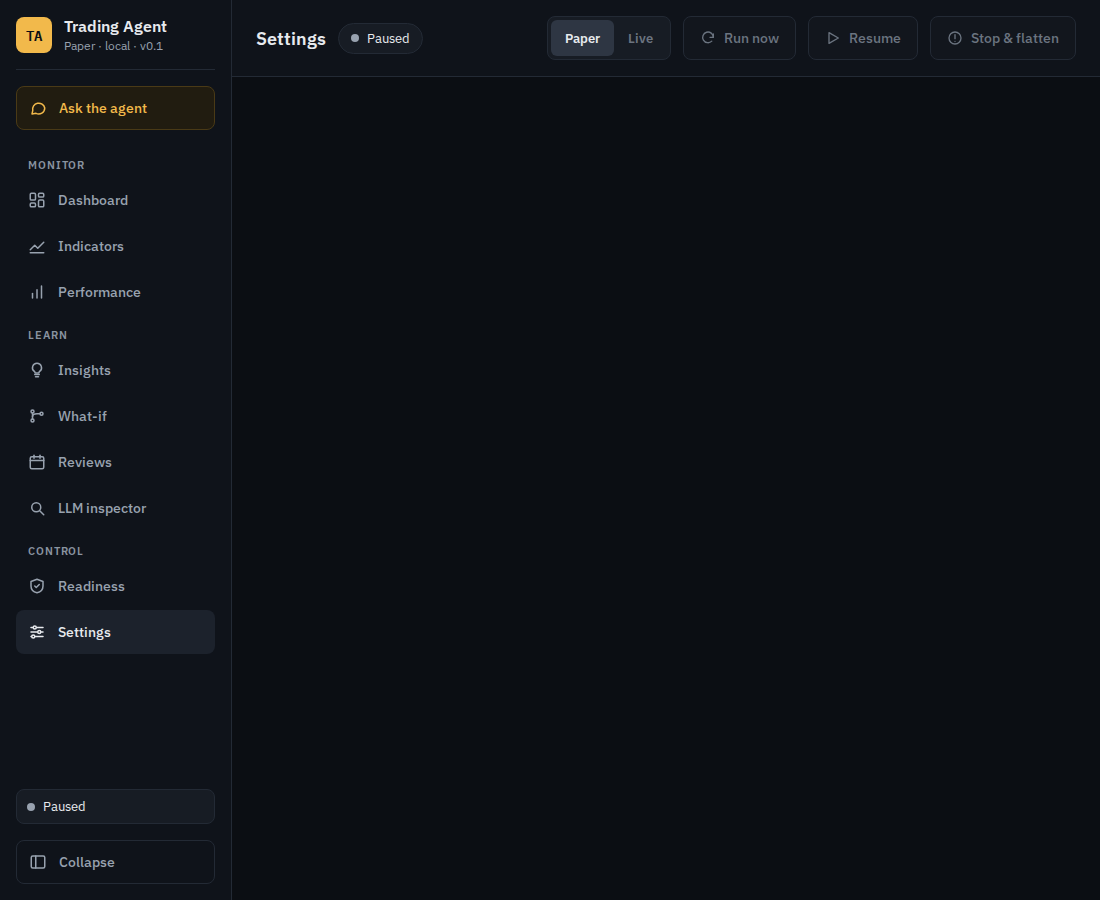 TA
Trading Agent
Paper · local · v0.1
Ask the agent
MONITOR
Dashboard
Indicators
Performance
LEARN
Insights
What-if
Reviews
LLM inspector
CONTROL
Readiness
Settings
Paused
Collapse
Settings
Paused
Paper
Live
Run now
Resume
Stop & flatten